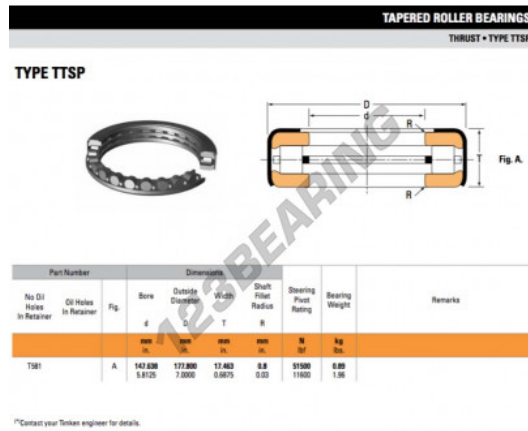 TAPERED ROLLER BEARINGS
THRUST • TYPE TTSP
TYPE TTSP
D
d
R
T
Fig. A.
R
123BEARING
Part Number
Dimensions
No Oil Holes In Retainer
Oil Holes In Retainer
Fig.
Bore
Outside Diameter
Width
Shaft Fillet Radius
Steering Pivot Rating
Bearing Weight
Remarks
d D T R
mm mm mm mm N kg
in. in. in. in. lbf lbs.
T581 A 147.638 177.800 17.463 0.8 51500 0.89
5.8125 7.0000 0.6875 0.03 11600 1.96
Contact your Timken engineer for details.